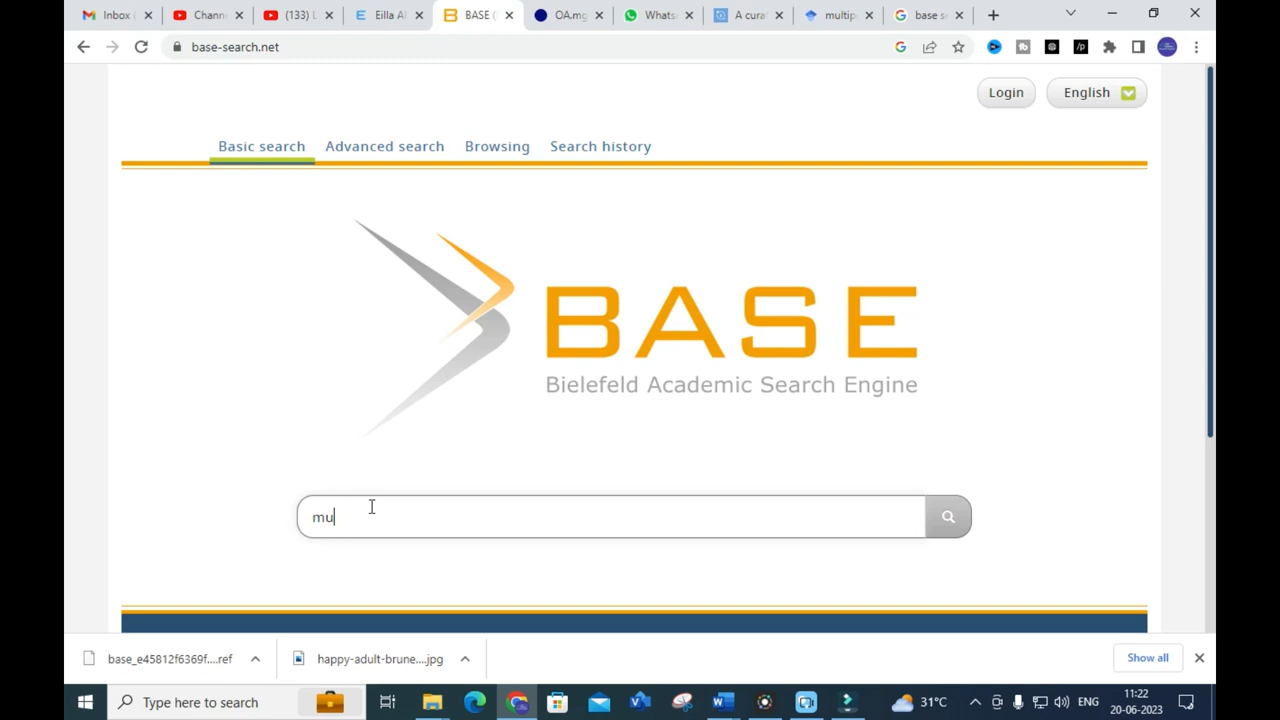 Inbox (
Chann
(133) L
Eilla A
BASE (
OA.mg
Whats
A cura
multip
base s
base-search.net
Login
English
Basic search
Advanced search
Browsing
Search history
BASE
Bielefeld Academic Search Engine
mu
base_e45812f6369f....ref
happy-adult-brune....jpg
Show all
Type here to search
31°C
ENG
11:22
20-06-2023